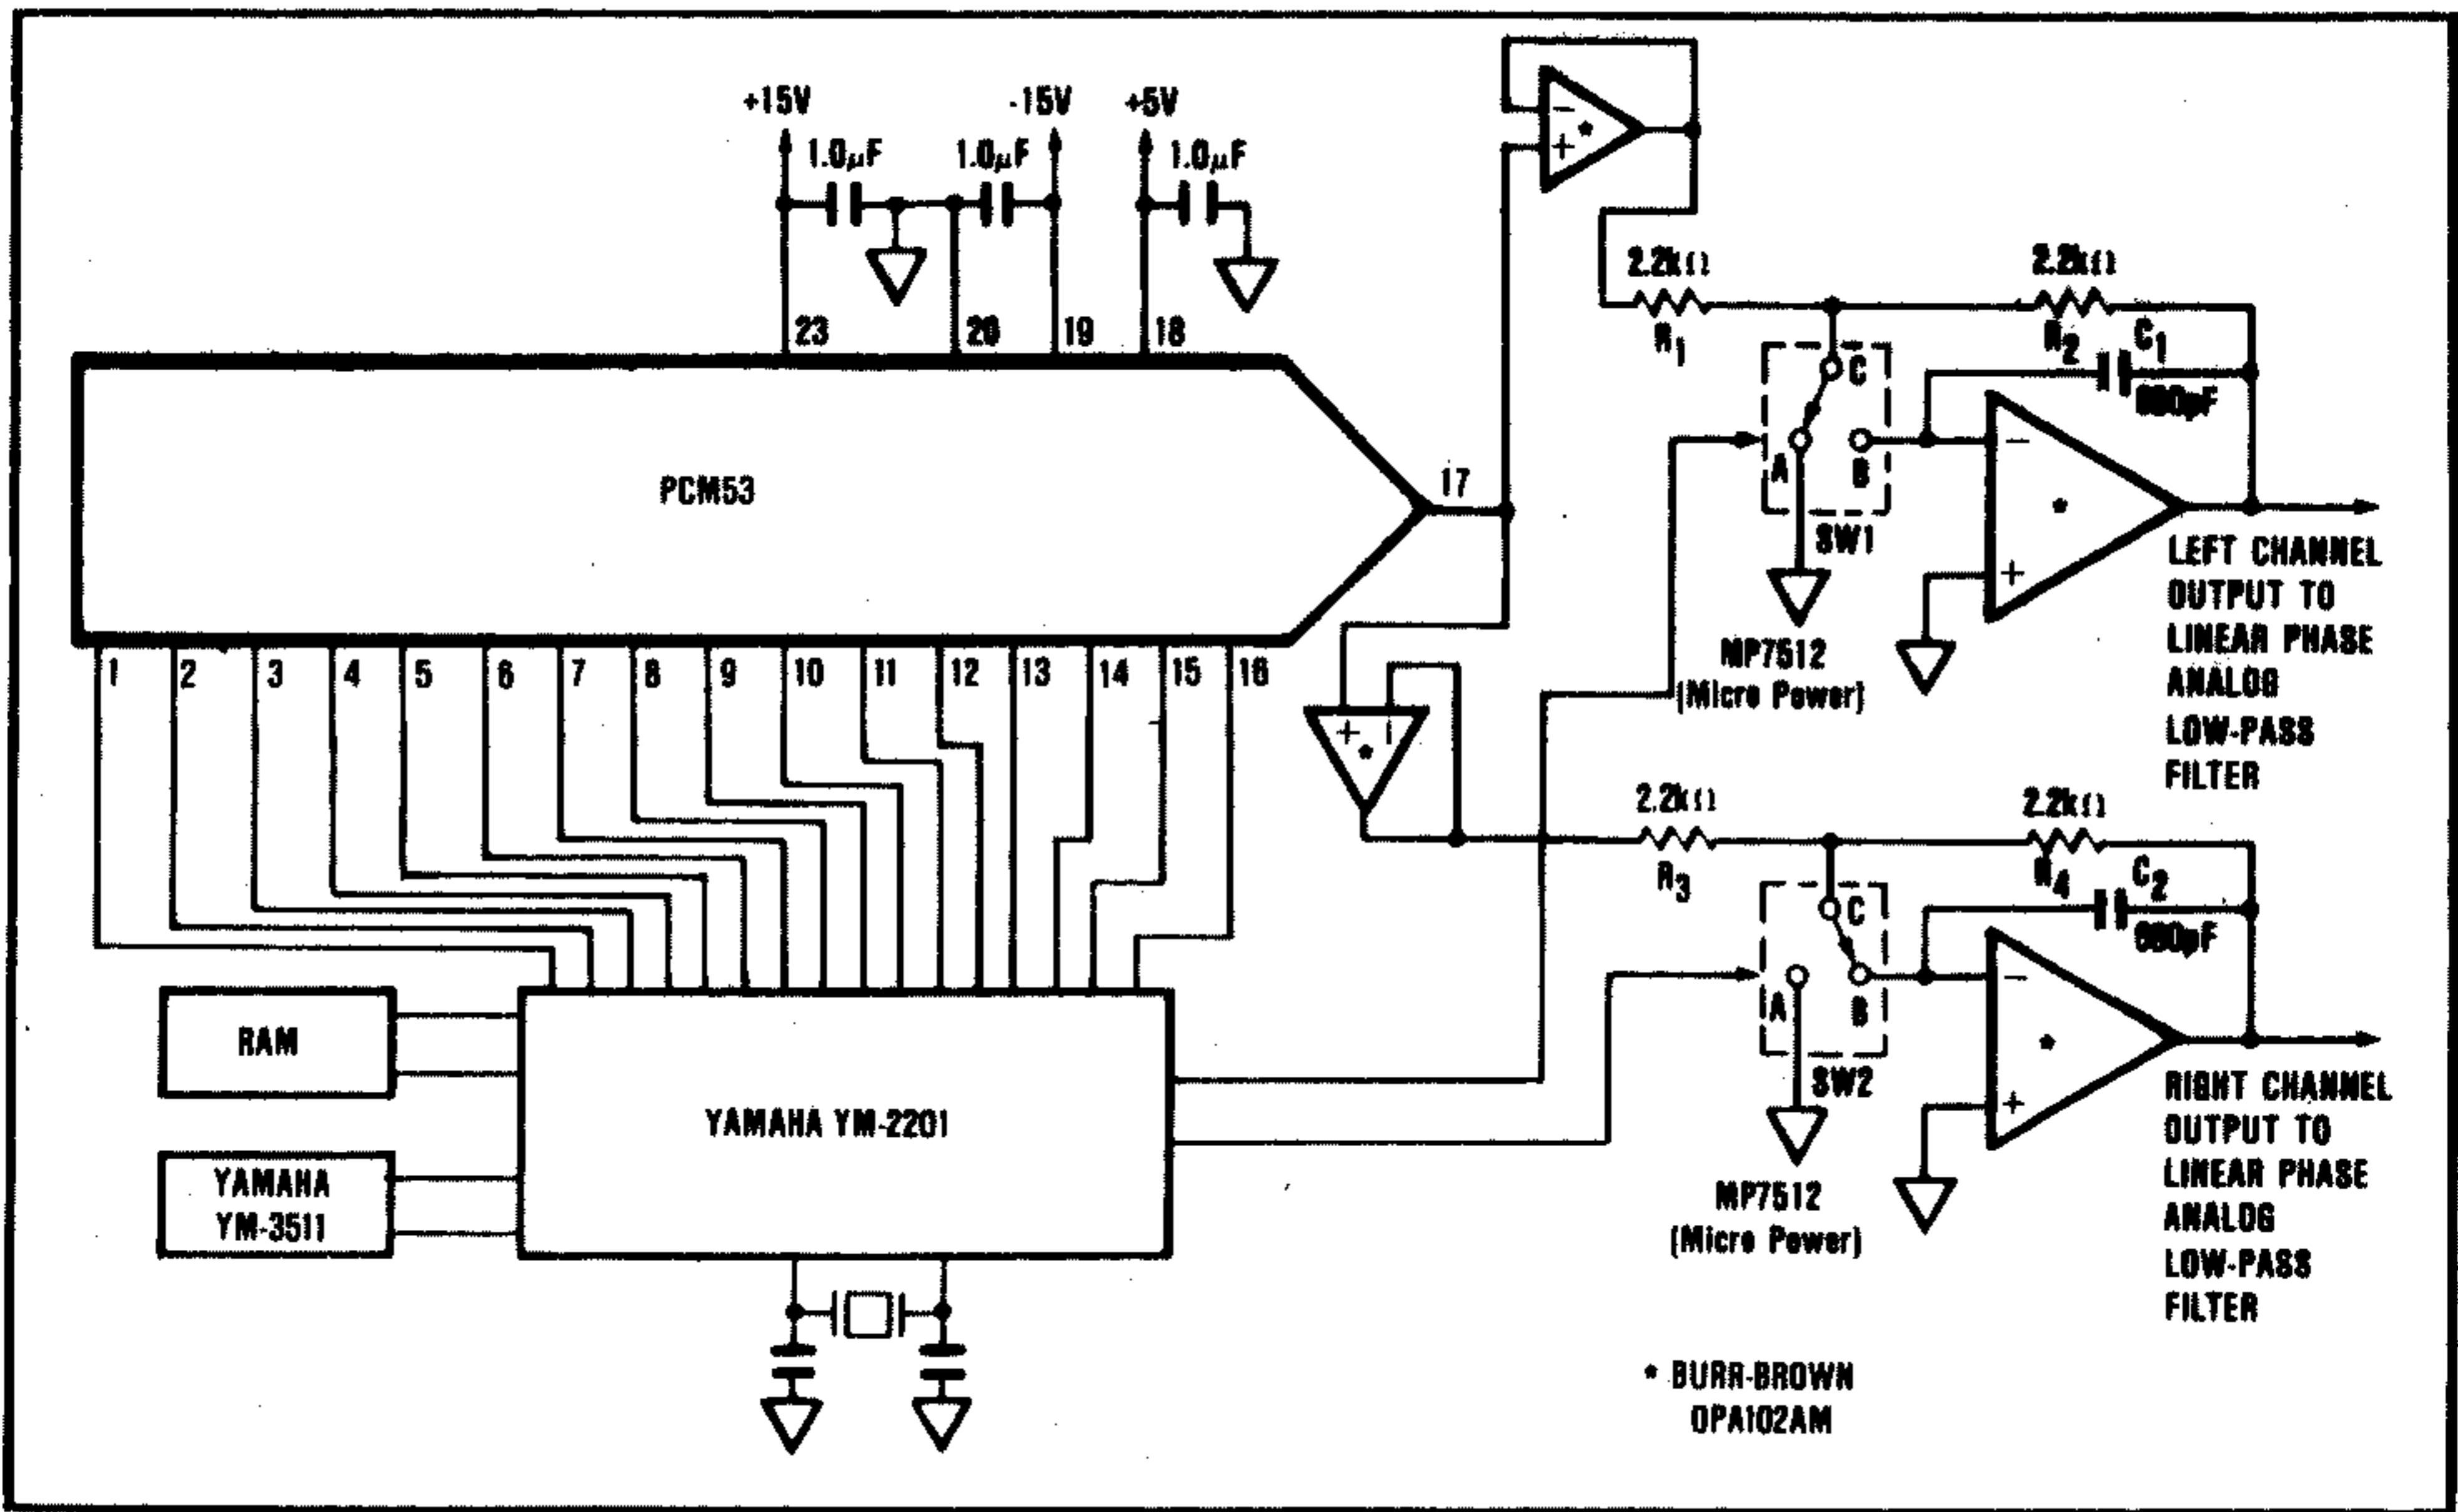 +15V
-15V
+5V
1.0µF
1.0µF
1.0µF
−
*
+
23
20
19
18
PCM53
17
1
2
3
4
5
6
7
8
9
10
11
12
13
14
15
16
2.2kΩ
R1
2.2kΩ
R2
C1
C
A
B
SW1
MP7512
(Micro Power)
−
*
+
LEFT CHANNEL
OUTPUT TO
LINEAR PHASE
ANALOG
LOW-PASS
FILTER
+ −
*
2.2kΩ
R3
2.2kΩ
R4
C2
C
A
B
SW2
MP7512
(Micro Power)
−
*
+
RIGHT CHANNEL
OUTPUT TO
LINEAR PHASE
ANALOG
LOW-PASS
FILTER
RAM
YAMAHA
YM-3511
YAMAHA YM-2201
* BURR-BROWN
OPA102AM